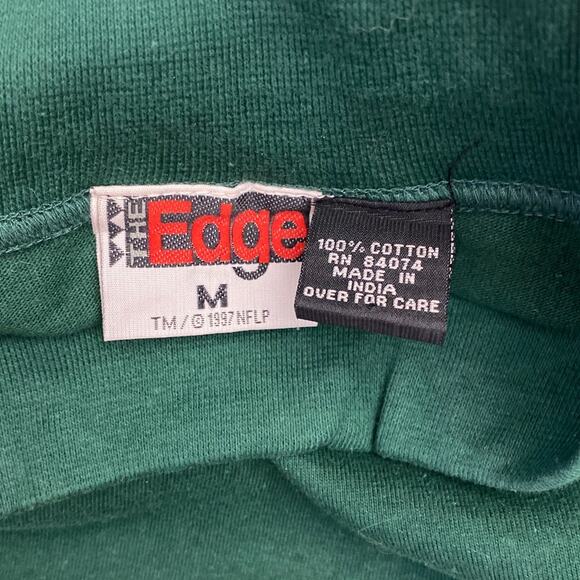 THE Edge
M
TM/©1997 NFLP
100% COTTON
RN 84074
MADE IN
INDIA
OVER FOR CARE